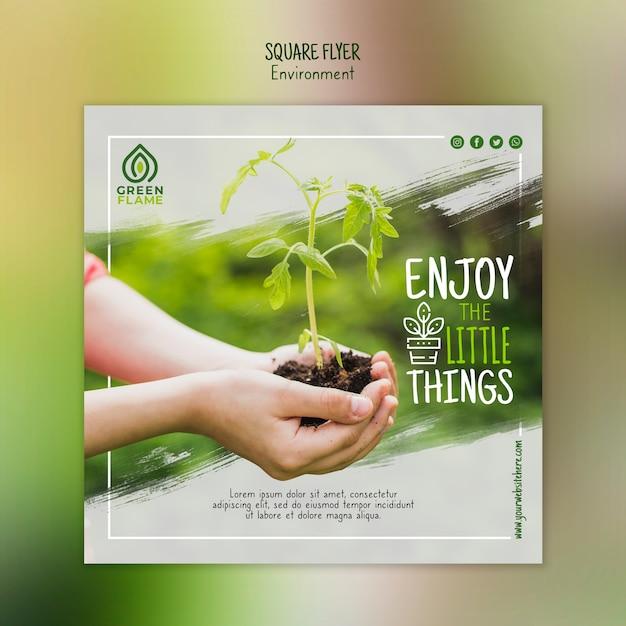 SQUARE FLYER
Environment
GREEN
FLAME
ENJOY
THE
LITTLE
THINGS
Lorem ipsum dolor sit amet, consectetur
adipiscing elit, sed do eiusmod tempor
incididunt ut labore et dolore magna aliqua.
www.yourwebsitehere.com